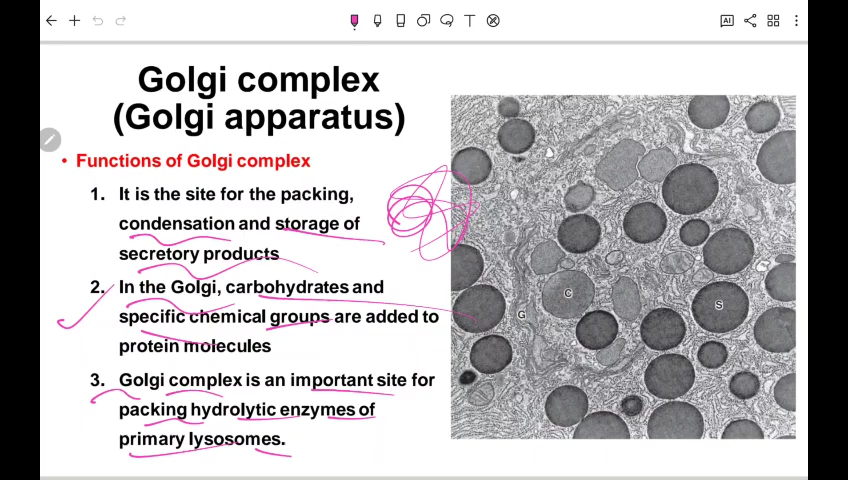 AI
T
Golgi complex
(Golgi apparatus)
• Functions of Golgi complex
1. It is the site for the packing,
condensation and storage of
secretory products
2. In the Golgi, carbohydrates and
specific chemical groups are added to
protein molecules
3. Golgi complex is an important site for
packing hydrolytic enzymes of
primary lysosomes.
C
S
G